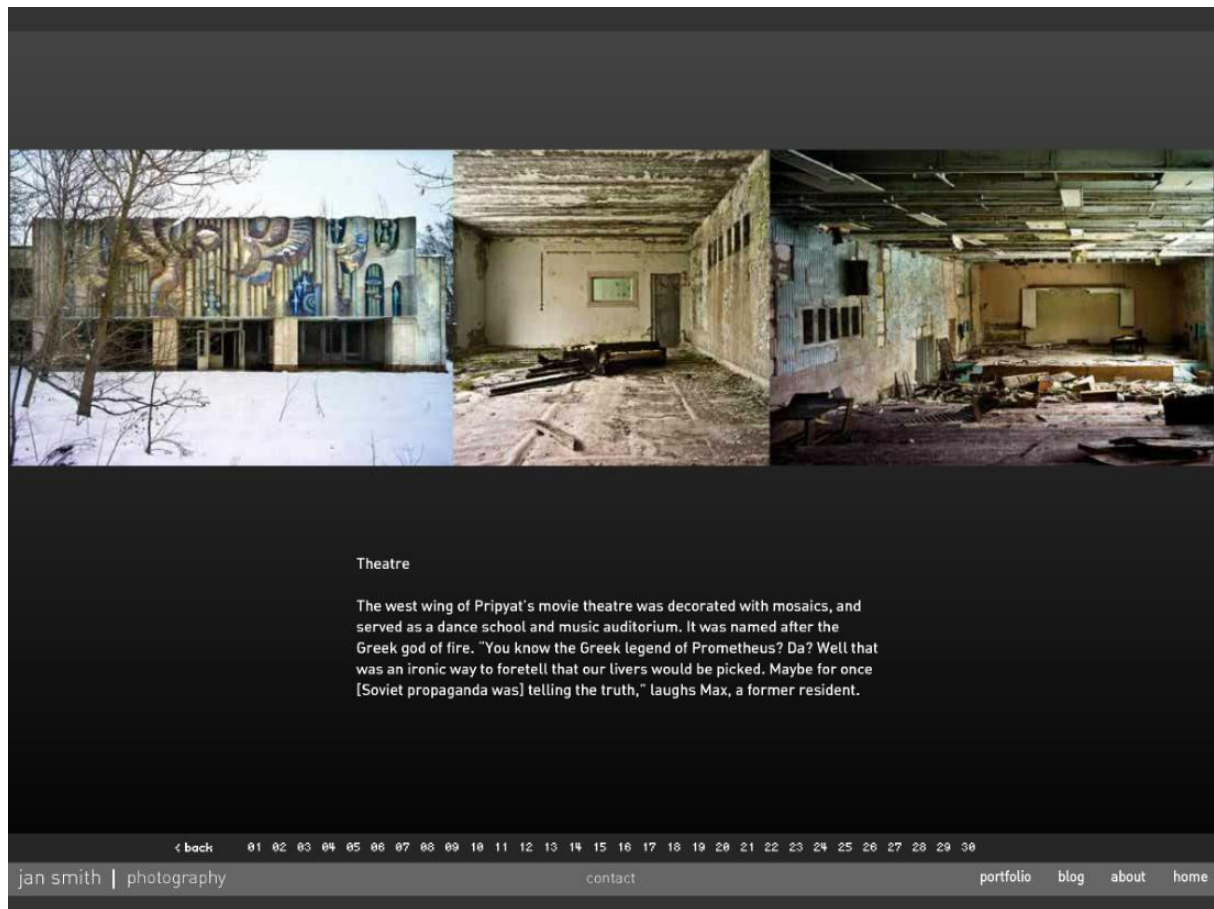 Theatre
The west wing of Pripyat's movie theatre was decorated with mosaics, and
served as a dance school and music auditorium. It was named after the
Greek god of fire. "You know the Greek legend of Prometheus? Da? Well that
was an ironic way to foretell that our livers would be picked. Maybe for once
[Soviet propaganda was] telling the truth," laughs Max, a former resident.
< back 01 02 03 04 05 06 07 08 09 10 11 12 13 14 15 16 17 18 19 20 21 22 23 24 25 26 27 28 29 30
jan smith | photography contact portfolio blog about home